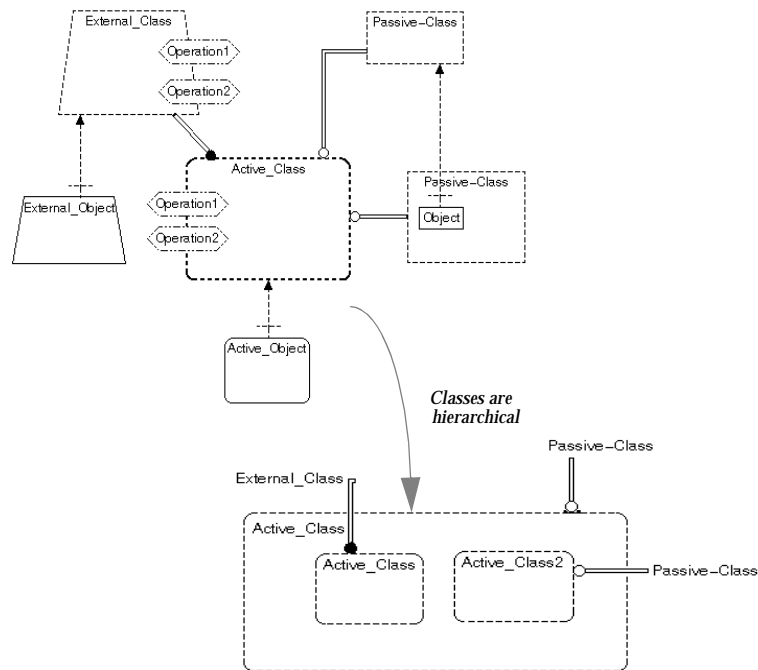 External_Class
Passive-Class
Operation1
Operation2
Active_Class
Passive-Class
Operation1
External_Object
Object
Operation2
Active_Object
Classes are
hierarchical
Passive-Class
External_Class
Active_Class
Active_Class
Active_Class2
Passive-Class